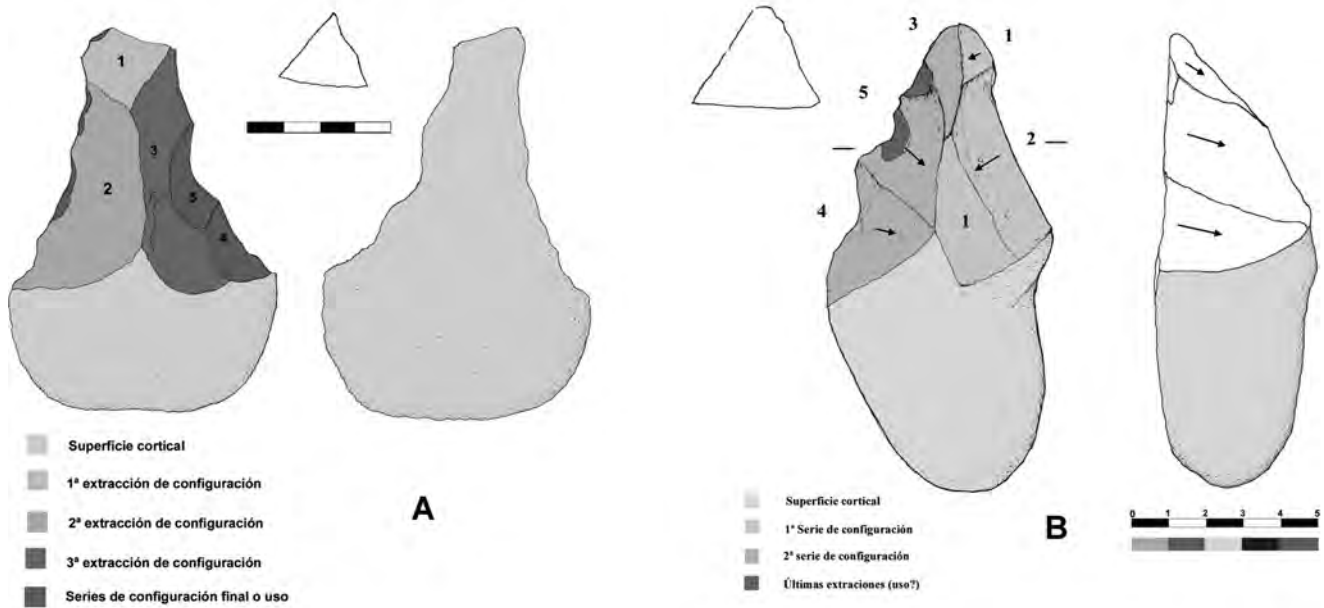 1
2
3
5
4
Superficie cortical
1ª extracción de configuración
2ª extracción de configuración
3ª extracción de configuración
Series de configuración final o uso
A
3
1
5
2
4
1
Superficie cortical
1ª Serie de configuración
2ª serie de configuración
Últimas extraciones (uso?)
B
0 1 2 3 4 5